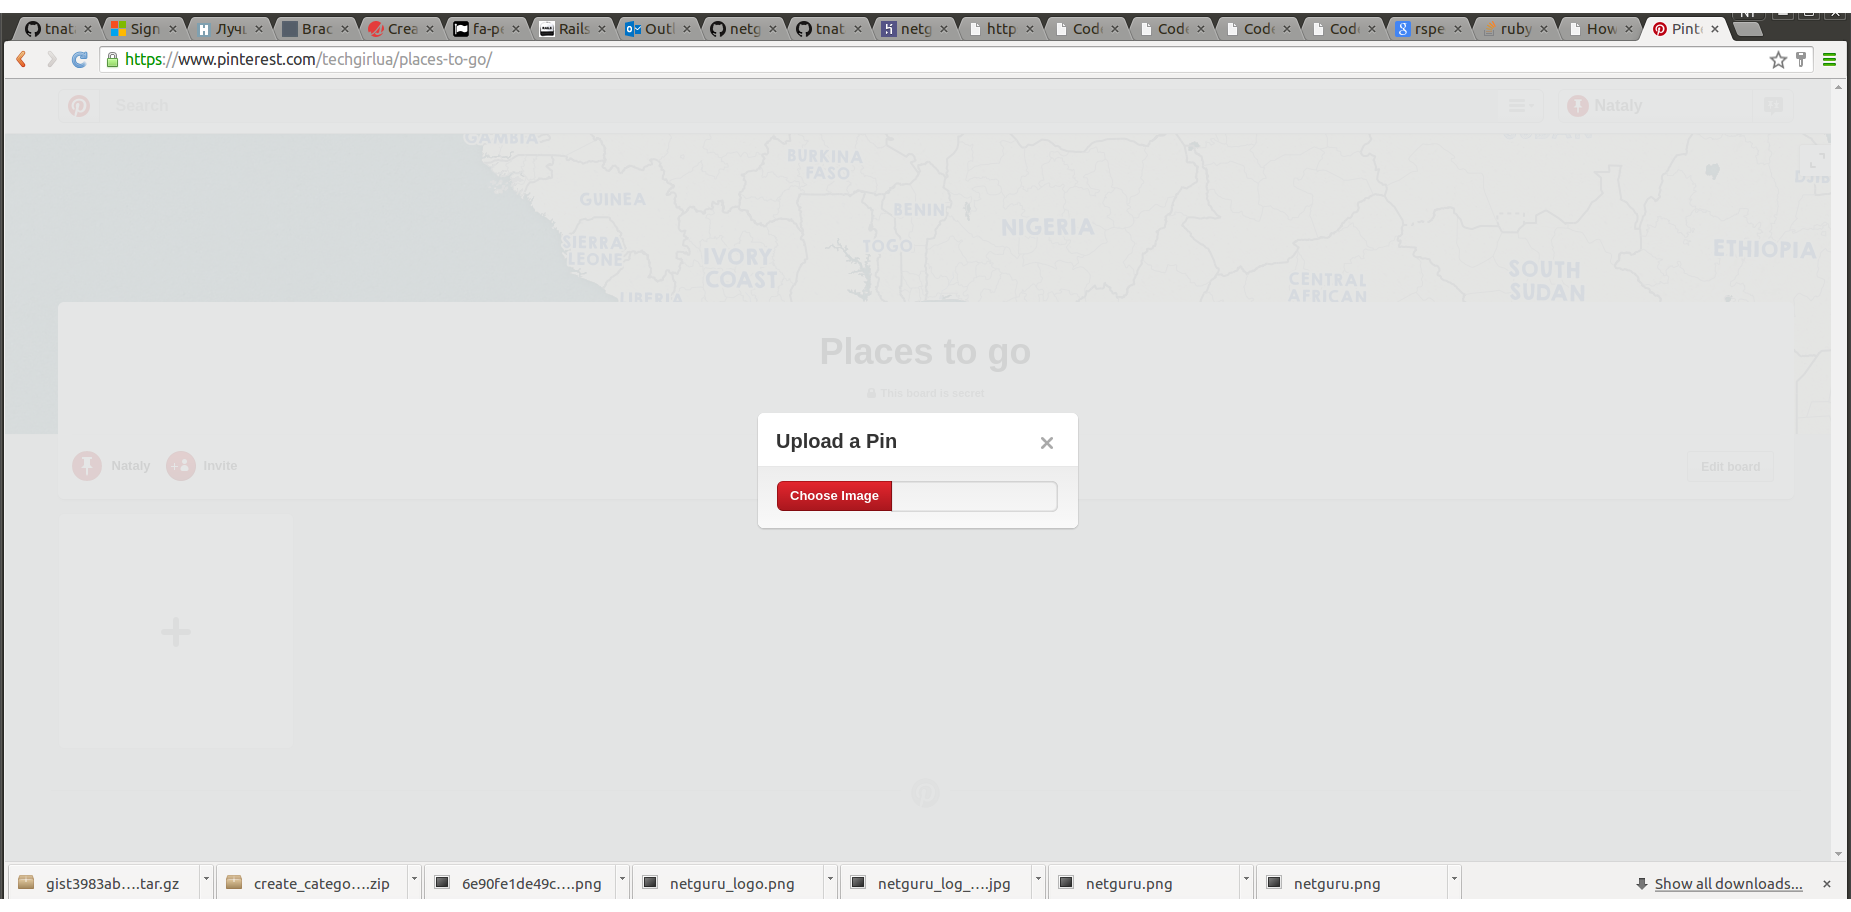 tnat
Sign
Лучш
Brac
Crea
fa-pe
Rails
Outl
netg
tnat
netg
http
Code
Code
Code
Code
rspe
ruby
How
Pinte
https://www.pinterest.com/techgirlua/places-to-go/
Search
Nataly
GAMBIA
BURKINA
FASO
GUINEA
BENIN
NIGERIA
SIERRA
LEONE
IVORY
COAST
TOGO
ETHIOPIA
LIBERIA
CENTRAL
AFRICAN
SOUTH
SUDAN
Places to go
This board is secret
Upload a Pin
Choose Image
Nataly
Invite
Edit board
gist3983ab....tar.gz
create_catego....zip
6e90fe1de49c....png
netguru_logo.png
netguru_log_....jpg
netguru.png
netguru.png
Show all downloads...